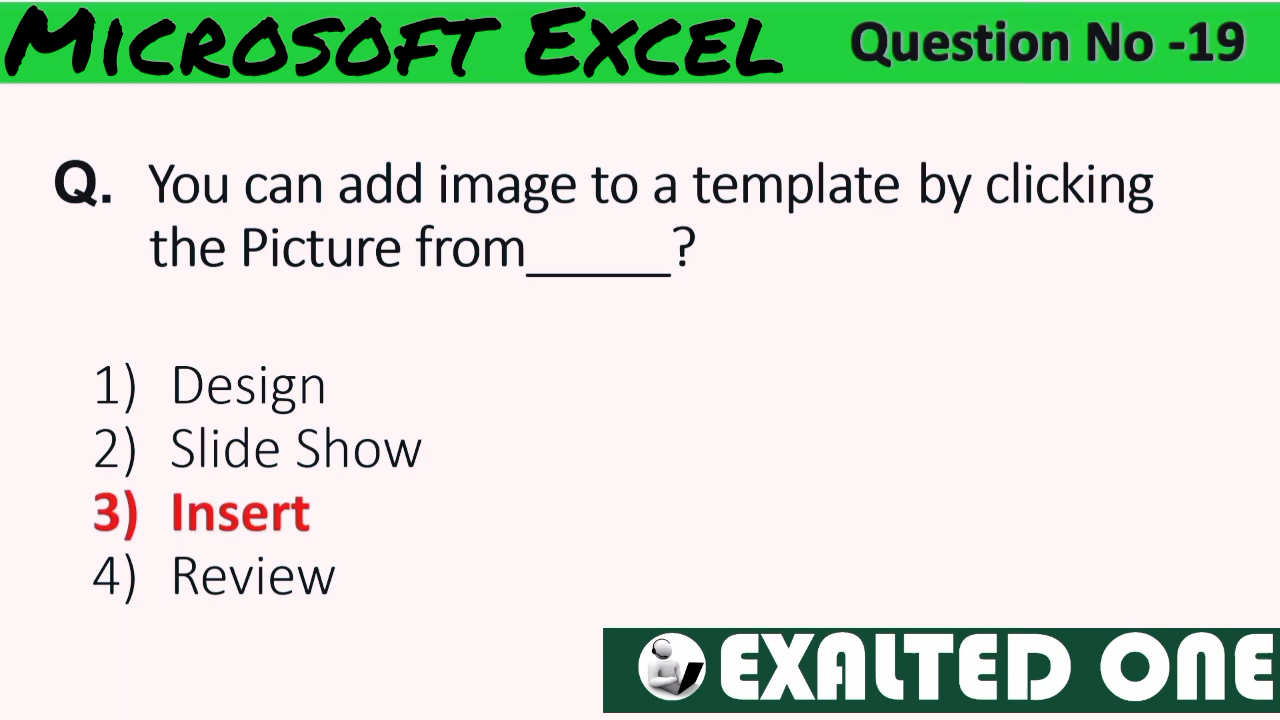 Microsoft Excel Question No -19
Q. You can add image to a template by clicking
the Picture from______?
1) Design
2) Slide Show
3) Insert
4) Review
EXALTED ONE